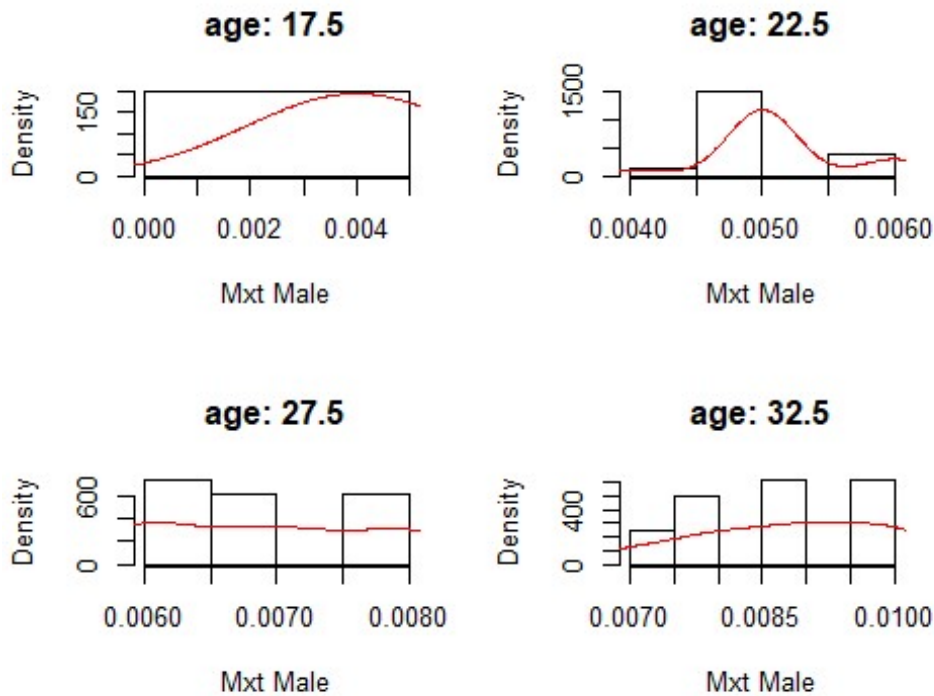 age: 17.5
Density
0 150
0.000 0.002 0.004
Mxt Male
age: 22.5
Density
0 1500
0.0040 0.0050 0.0060
Mxt Male
age: 27.5
Density
0 600
0.0060 0.0070 0.0080
Mxt Male
age: 32.5
Density
0 400
0.0070 0.0085 0.0100
Mxt Male